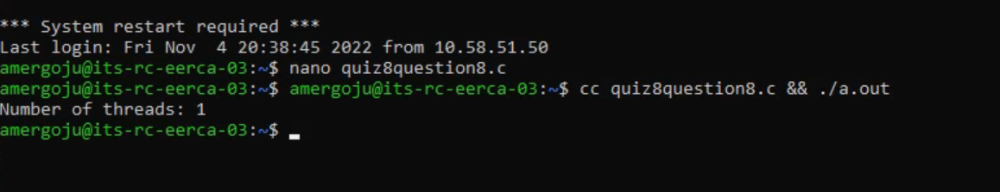 *** System restart required ***
Last login: Fri Nov  4 20:38:45 2022 from 10.58.51.50
amergoju@its-rc-eerca-03:~$ nano quiz8question8.c
amergoju@its-rc-eerca-03:~$ amergoju@its-rc-eerca-03:~$ cc quiz8question8.c && ./a.out
Number of threads: 1
amergoju@its-rc-eerca-03:~$